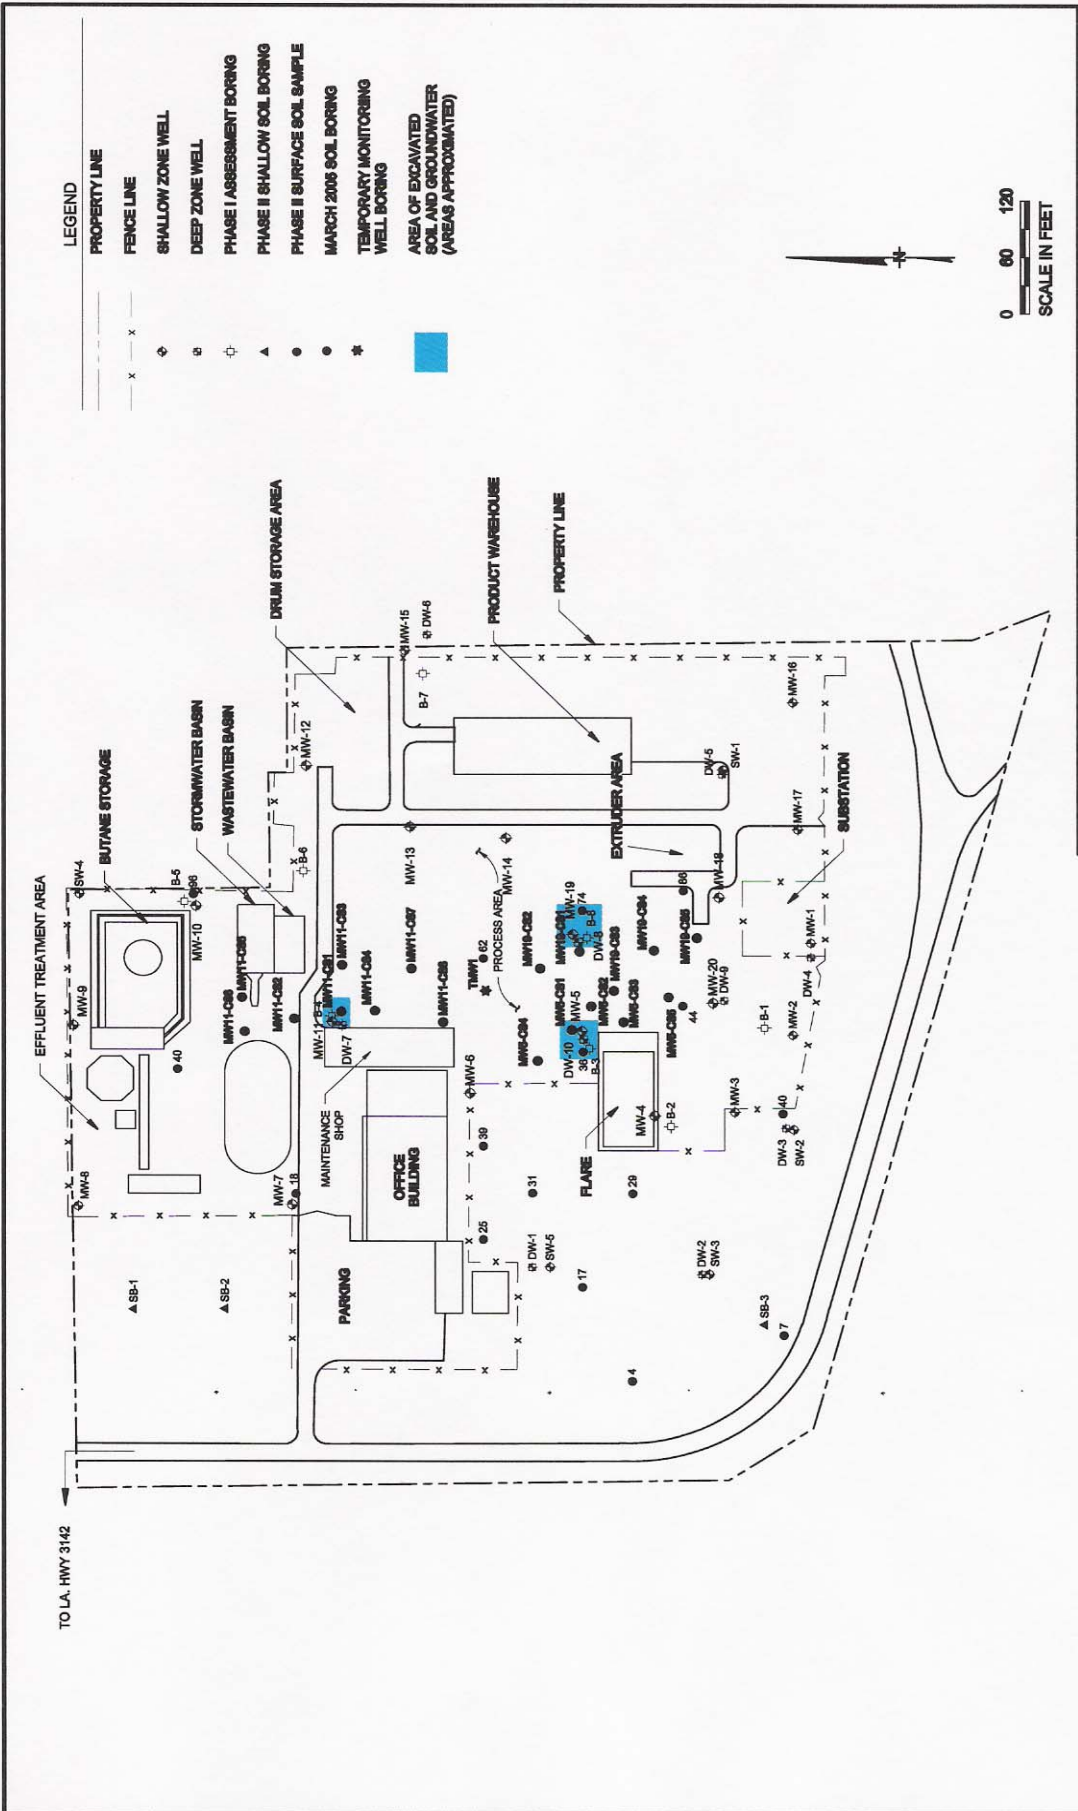 TO LA. HWY 3142
EFFLUENT TREATMENT AREA
BUTANE STORAGE
STORMWATER BASIN
WASTEWATER BASIN
DRUM STORAGE AREA
PRODUCT WAREHOUSE
PROPERTY LINE
LEGEND
PROPERTY LINE
FENCE LINE
SHALLOW ZONE WELL
DEEP ZONE WELL
PHASE I ASSESSMENT BORING
PHASE II SHALLOW SOIL BORING
PHASE II SURFACE SOIL SAMPLE
MARCH 2005 SOIL BORING
TEMPORARY MONITORING
WELL BORING
AREA OF EXCAVATED
SOIL AND GROUNDWATER
(AREAS APPROXIMATED)
N
0 60 120
SCALE IN FEET
MW-8
MW-9
SW-4
SB-1
SB-2
40
B-5
96
MW-10
MW11-CS6
MW11-CS5
MW11-CS2
MW-7
18
B-6
MW-12
MW-11
B-4
MW11-CS1
MW11-CS3
DW-7
MW11-CS4
MAINTENANCE
SHOP
MW11-CS7
MW11-CS8
MW-13
MW-15
DW-6
B-7
PARKING
OFFICE
BUILDING
MW-6
39
25
31
TMW1
62
PROCESS AREA
MW-14
DW-1
SW-5
17
MW5-CS4
MW5-CS1
MW-5
DW-10
36
B-3
MW5-CS2
MW5-CS3
MW5-CS5
44
MW19-CS2
MW19-CS1
MW-19
74
B-8
DW-8
MW19-CS3
MW19-CS4
MW19-CS5
86
EXTRUDER AREA
MW-18
DW-5
SW-1
FLARE
29
4
MW-4
B-2
DW-2
SW-3
SB-3
7
MW-3
40
DW-3
SW-2
B-1
MW-2
MW-20
DW-9
DW-4
MW-1
MW-17
MW-16
SUBSTATION